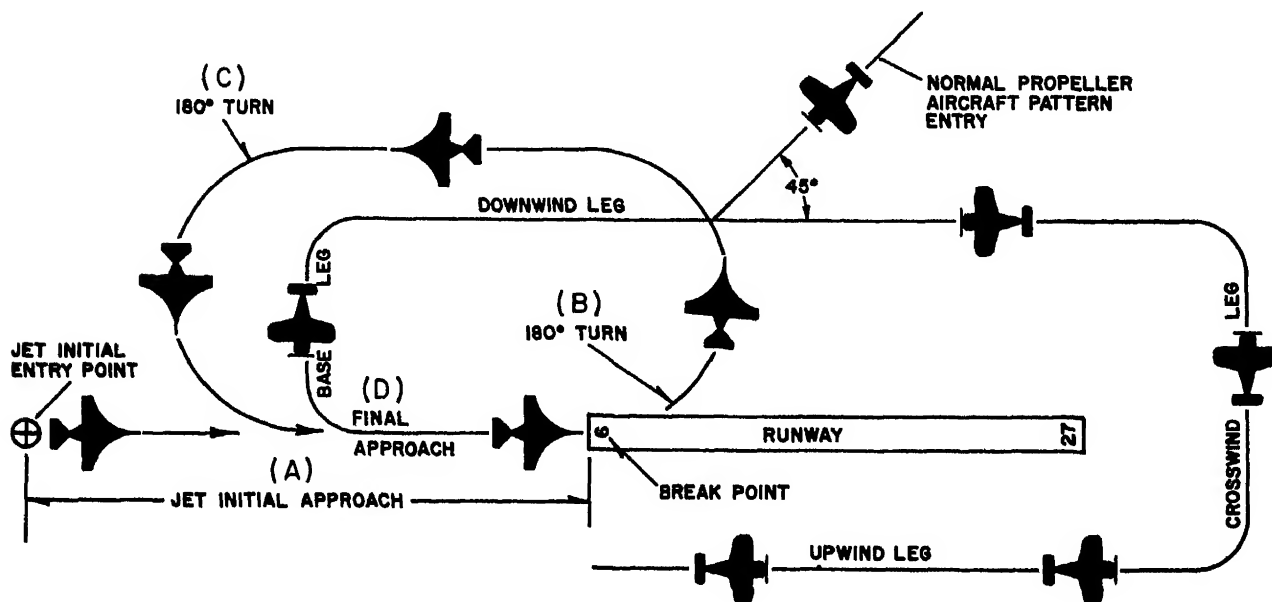 (C)
180° TURN
NORMAL PROPELLER
AIRCRAFT PATTERN
ENTRY
45°
DOWNWIND LEG
LEG
BASE
(B)
180° TURN
JET INITIAL
ENTRY POINT
(D)
FINAL
APPROACH
6
RUNWAY
27
LEG
CROSSWIND
(A)
JET INITIAL APPROACH
BREAK POINT
UPWIND LEG